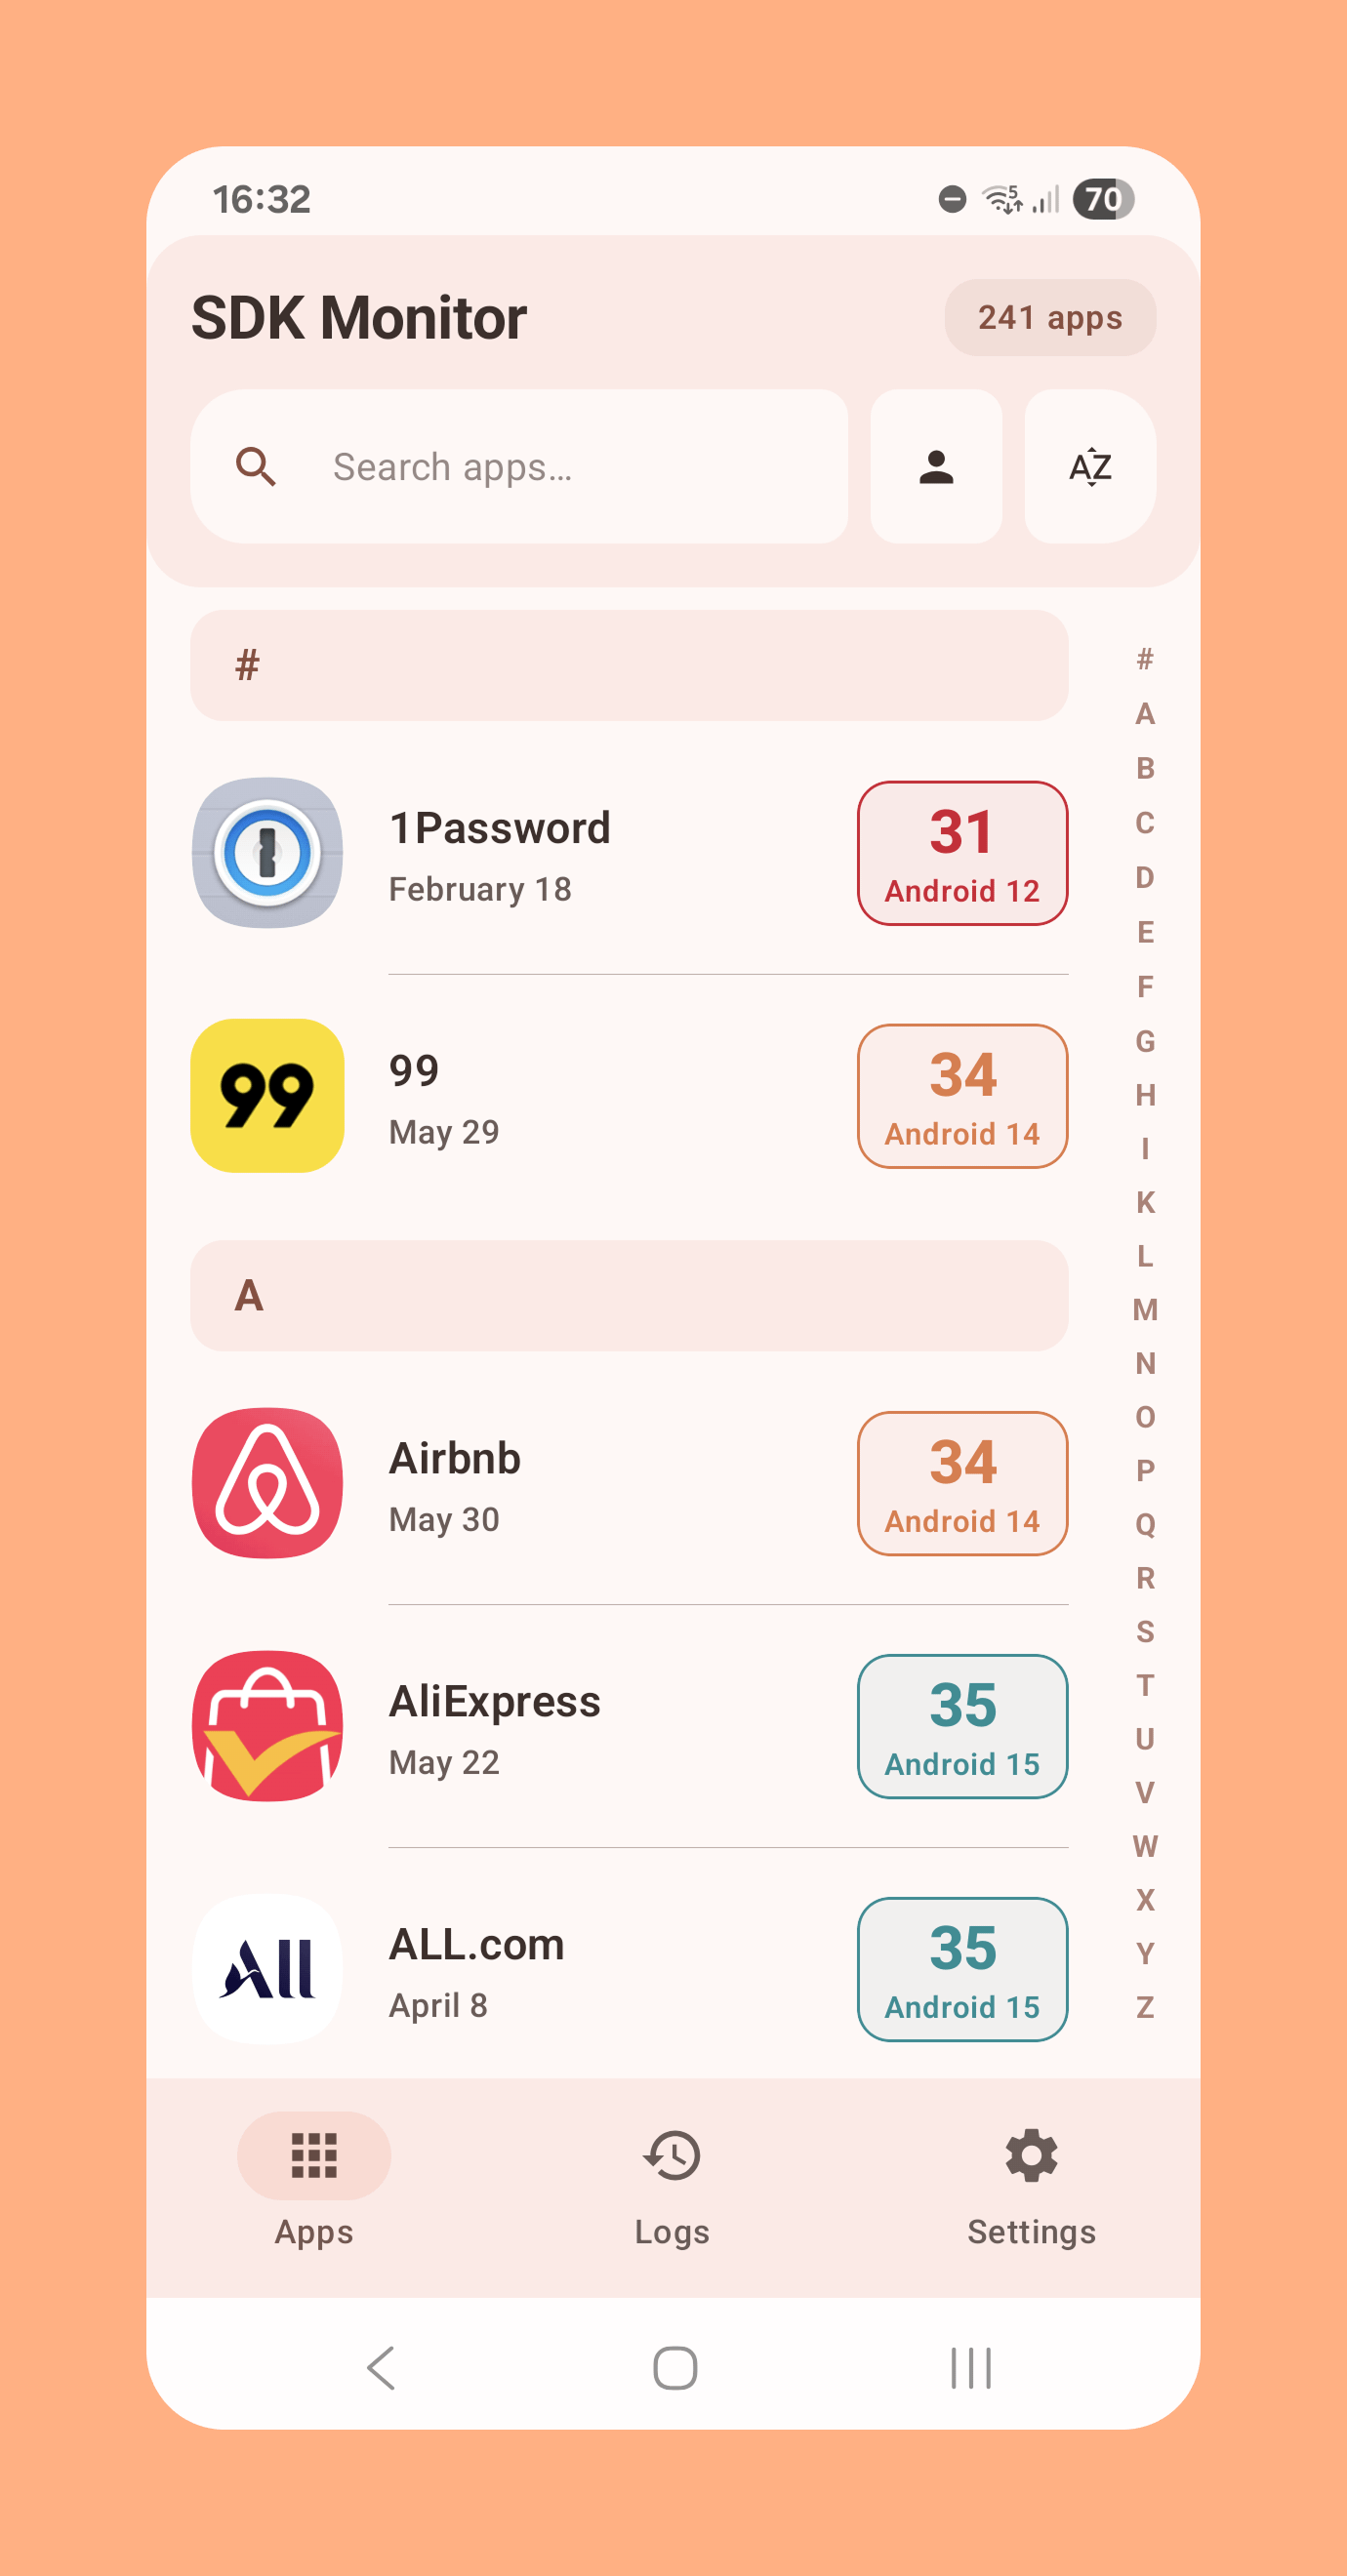 16:32
5
70
SDK Monitor
241 apps
Search apps...
AZ
#
1Password
February 18
31
Android 12
99
99
May 29
34
Android 14
A
Airbnb
May 30
34
Android 14
AliExpress
May 22
35
Android 15
All
ALL.com
April 8
35
Android 15
#
A
B
C
D
E
F
G
H
I
K
L
M
N
O
P
Q
R
S
T
U
V
W
X
Y
Z
Apps
Logs
Settings